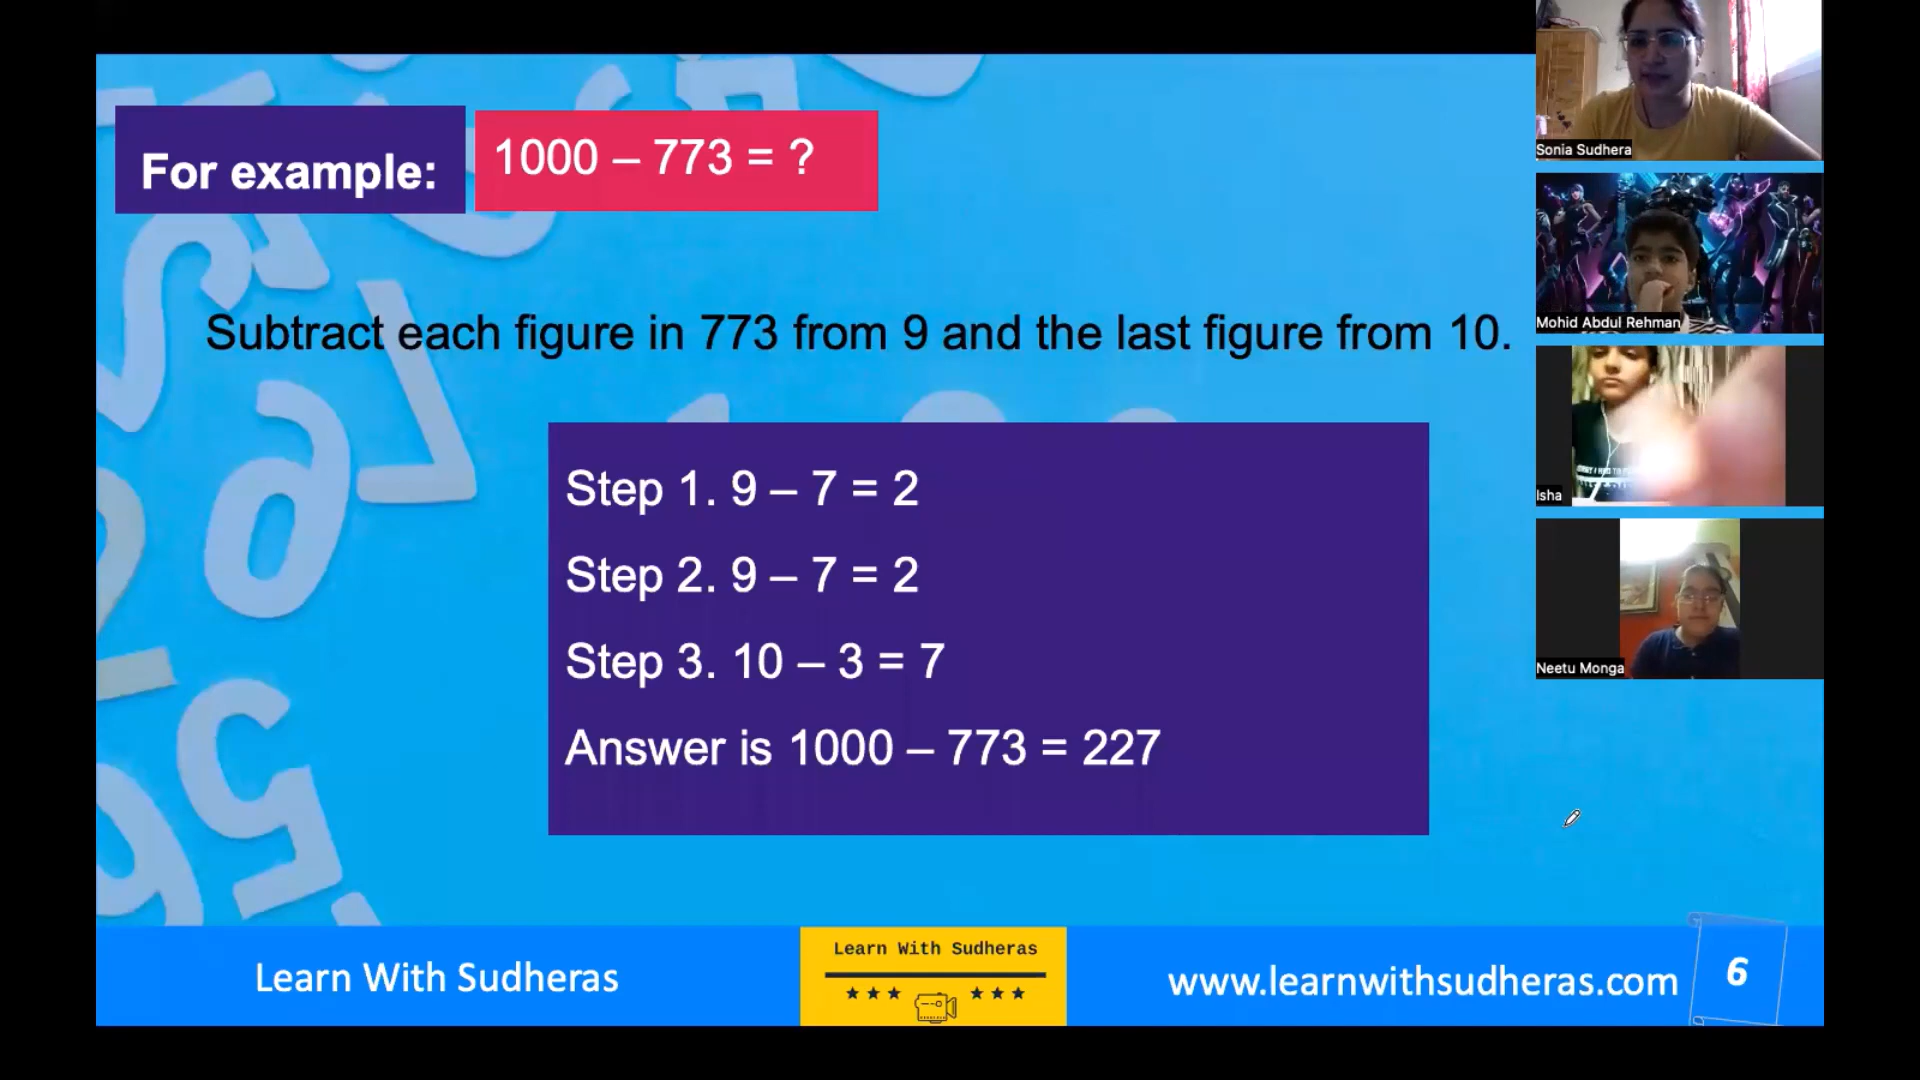 For example:
1000 – 773 = ?
Subtract each figure in 773 from 9 and the last figure from 10.
Step 1. 9 – 7 = 2
Step 2. 9 – 7 = 2
Step 3. 10 – 3 = 7
Answer is 1000 – 773 = 227
Sonia Sudhera
Mohid Abdul Rehman
Isha
Neetu Monga
Learn With Sudheras
Learn With Sudheras
www.learnwithsudheras.com
6